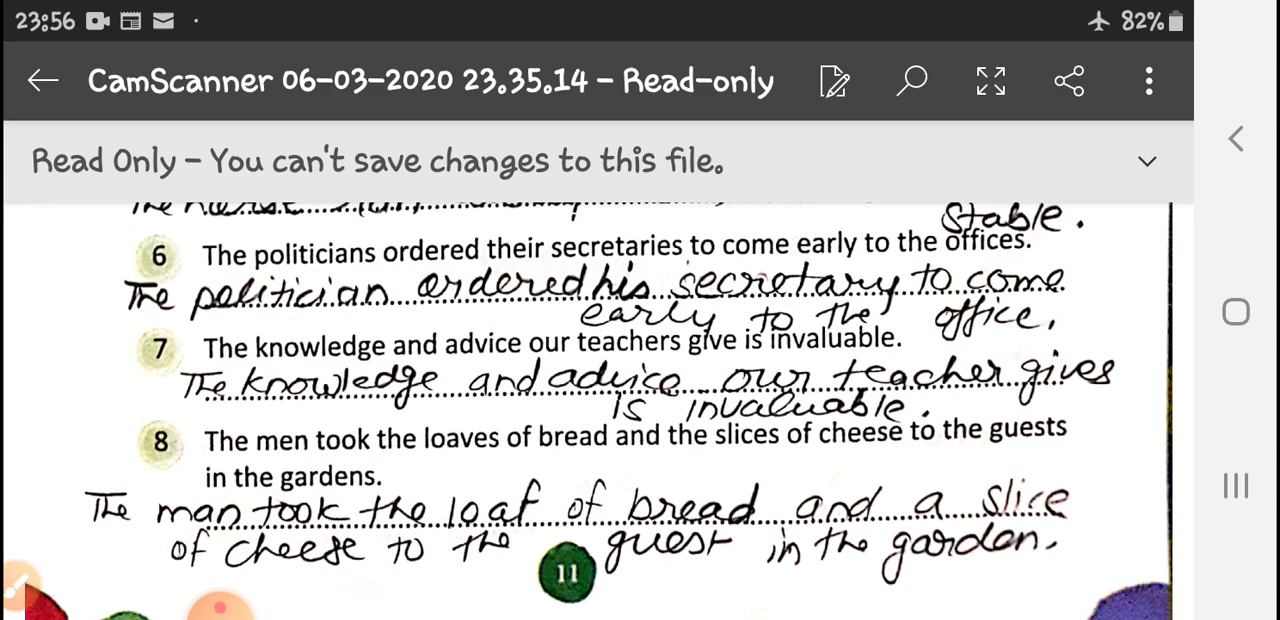 23:56
82%
CamScanner 06-03-2020 23.35.14 - Read-only
Read Only - You can't save changes to this file.
The
stable.
6 The politicians ordered their secretaries to come early to the offices.
The politician ordered his secretary to come
early to the office.
7 The knowledge and advice our teachers give is invaluable.
The knowledge and advice our teacher gives
is invaluable.
8 The men took the loaves of bread and the slices of cheese to the guests
in the gardens.
The man took the loaf of bread and a slice
of cheese to the guest in the garden.
11